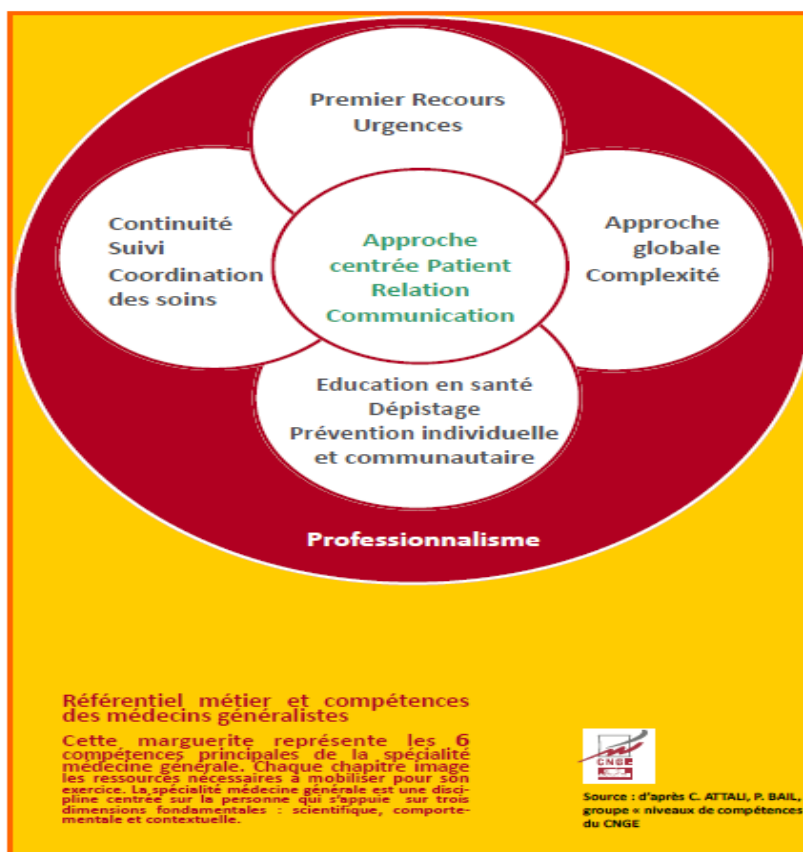 Premier Recours
Urgences
Continuité
Suivi
Coordination
des soins
Approche
centrée Patient
Relation
Communication
Approche
globale
Complexité
Education en santé
Dépistage
Prévention individuelle
et communautaire
Professionnalisme
Référentiel métier et compétences
des médecins généralistes
Cette marguerite représente les 6
compétences principales de la spécialité
médecine générale. Chaque chapitre image
les ressources nécessaires à mobiliser pour son
exercice. La spécialité médecine générale est une disci-
pline centrée sur la personne qui s'appuie sur trois
dimensions fondamentales : scientifique, comporte-
mentale et contextuelle.
CNGE
Source : d'après C. ATTALI, P. BAIL,
groupe « niveaux de compétences
du CNGE